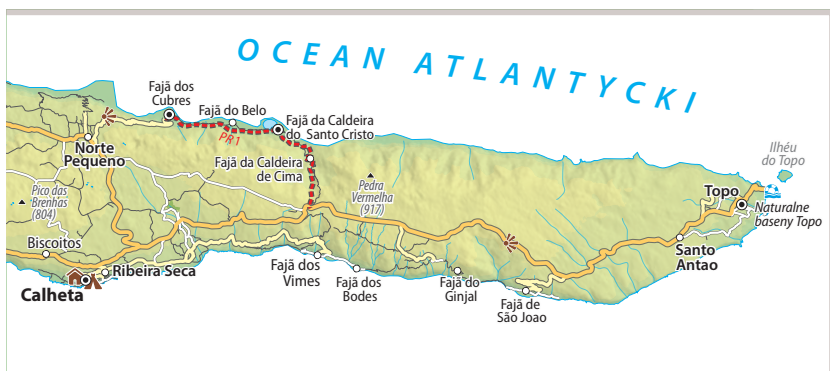 OCEAN ATLANTYCKI
Fajã dos
Cubres
Fajã do Belo
Fajã da Caldeira
do Santo Cristo
PR1
Norte
Pequeno
Fajã da Caldeira
de Cima
Ilhéu
do Topo
Pico das
Brenhas
(804)
Pedra
Vermelha
(917)
Topo
Naturalne
baseny Topo
Biscoitos
Santo
Antao
Ribeira Seca
Fajã dos
Vimes
Fajã dos
Bodes
Fajã do
Ginjal
Calheta
Fajã de
São Joao